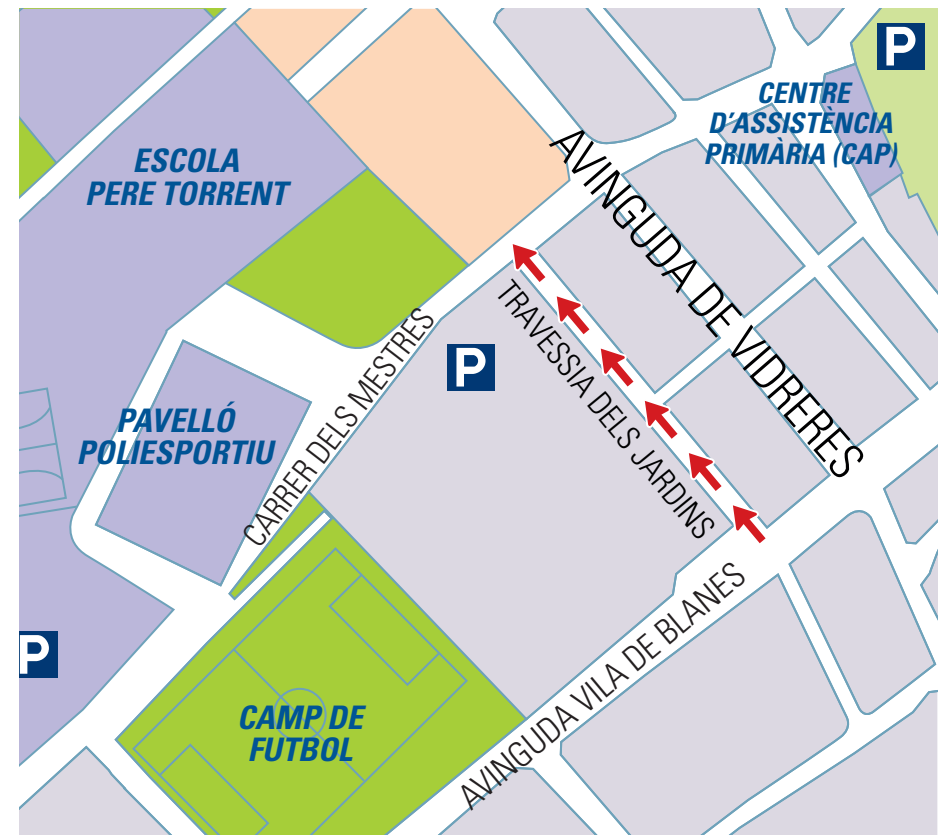 P
CENTRE
D'ASSISTÈNCIA
PRIMÀRIA (CAP)
ESCOLA
PERE TORRENT
AVINGUDA DE VIDRERES
TRAVESSIA DELS JARDINS
P
CARRER DELS MESTRES
PAVELLÓ
POLIESPORTIU
AVINGUDA VILA DE BLANES
P
CAMP DE
FUTBOL